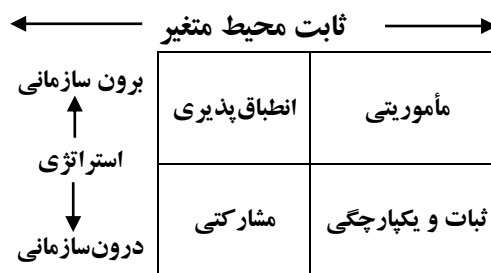 ثابت محیط متغیر
برون سازمانی
استراتژی
درون‌سازمانی
مأموریتی
انطباق‌پذیری
ثبات و یکپارچگی
مشارکتی